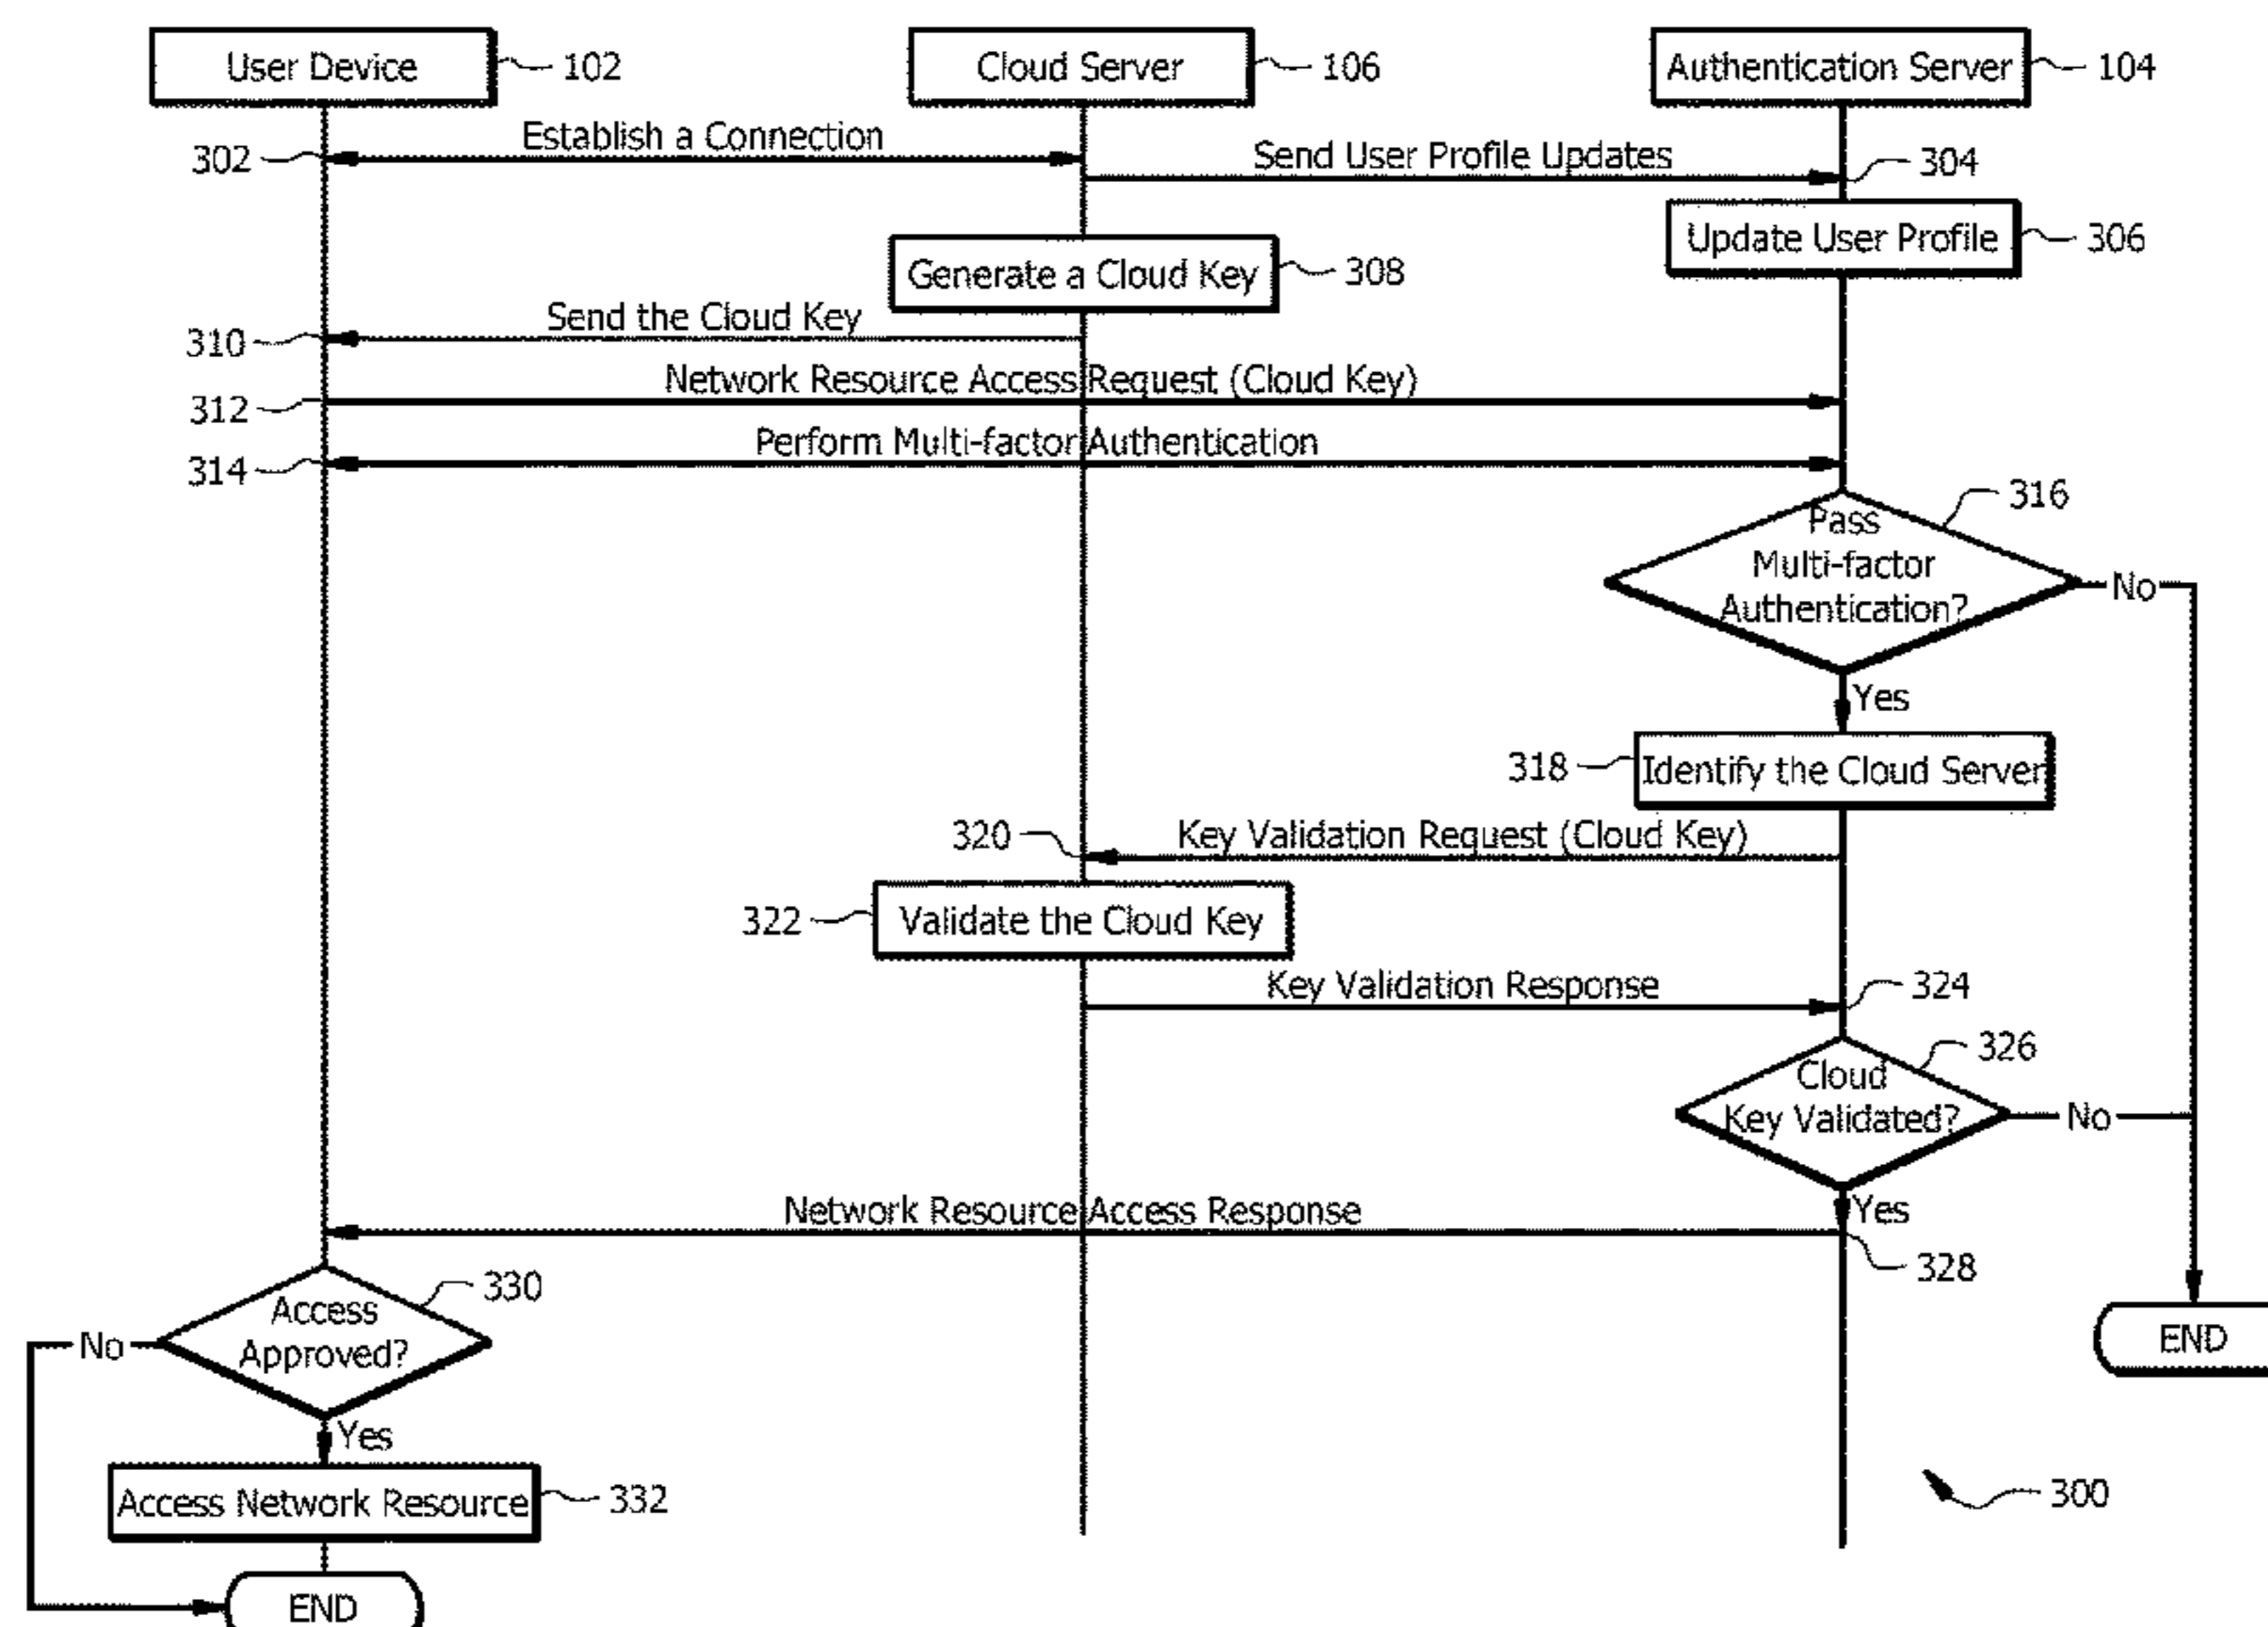 User Device
102
Cloud Server
106
Authentication Server
104
Establish a Connection
302
Send User Profile Updates
304
Update User Profile
306
Generate a Cloud Key
308
Send the Cloud Key
310
Network Resource Access Request (Cloud Key)
312
Perform Multi-factor Authentication
314
316
Pass
Multi-factor
Authentication?
No
Yes
318
Identify the Cloud Server
320
Key Validation Request (Cloud Key)
322
Validate the Cloud Key
Key Validation Response
324
326
Cloud
Key Validated?
No
Yes
Network Resource Access Response
328
330
Access
Approved?
No
END
Yes
Access Network Resource
332
300
END